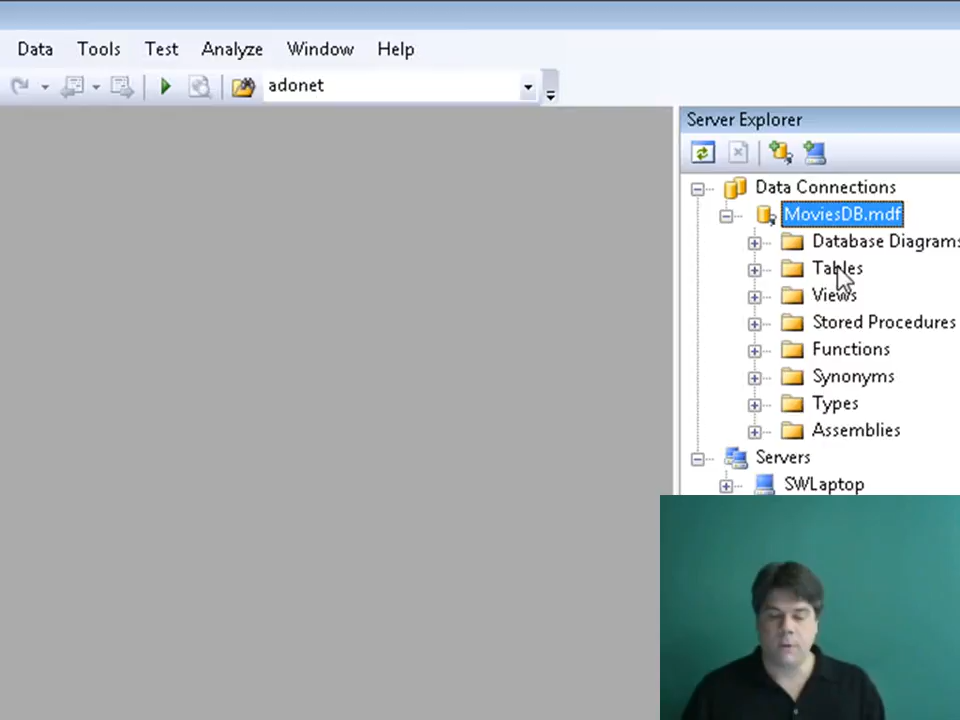 Data Tools Test Analyze Window Help
adonet
Server Explorer
Data Connections
MoviesDB.mdf
Database Diagrams
Tables
Views
Stored Procedures
Functions
Synonyms
Types
Assemblies
Servers
SWLaptop